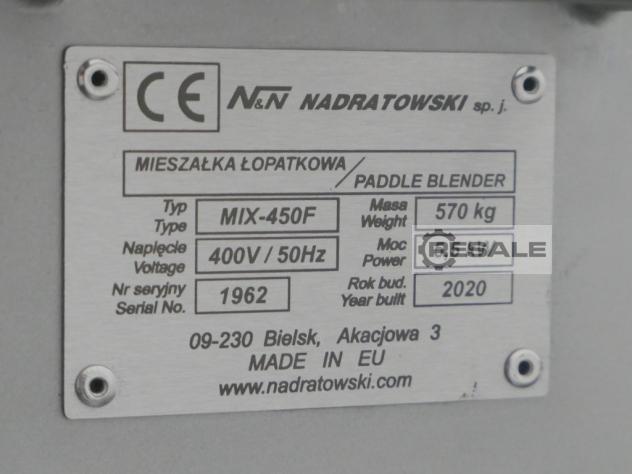 CE N&N NADRATOWSKI sp. j.
MIESZAŁKA ŁOPATKOWA/
PADDLE BLENDER
Typ
Type
MIX-450F
Masa
Weight
570 kg
Napięcie
Voltage
400V / 50Hz
Moc
Power
RESALE
Nr seryjny
Serial No.
1962
Rok bud.
Year built
2020
09-230 Bielsk, Akacjowa 3
MADE IN EU
www.nadratowski.com